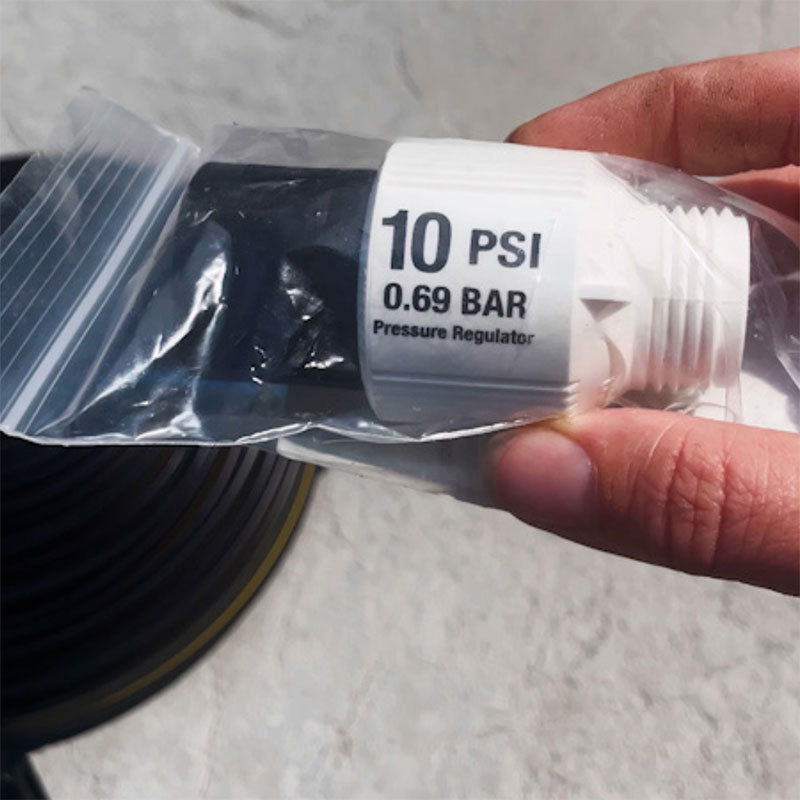 10 PSI
0.69 BAR
Pressure Regulator